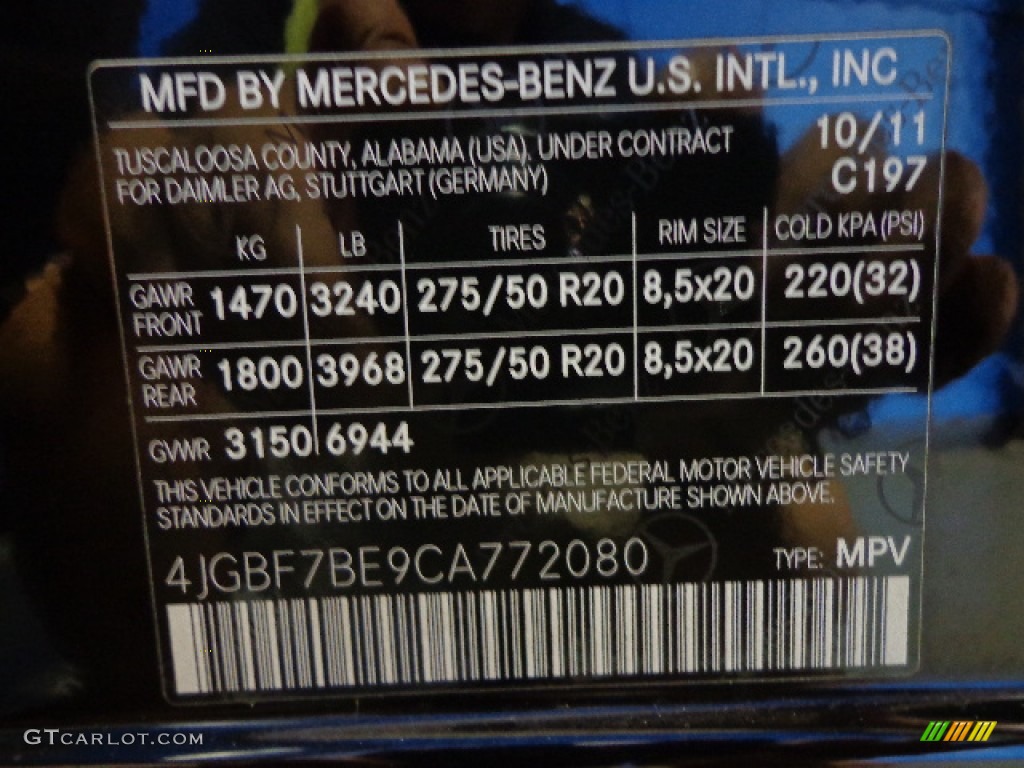 MFD BY MERCEDES-BENZ U.S. INTL., INC
10/11
TUSCALOOSA COUNTY, ALABAMA (USA), UNDER CONTRACT
FOR DAIMLER AG, STUTTGART (GERMANY)
C197
KG LB TIRES RIM SIZE COLD KPA (PSI)
GAWR FRONT 1470 3240 275/50 R20 8,5x20 220(32)
GAWR REAR 1800 3968 275/50 R20 8,5x20 260(38)
GVWR 3150 6944
THIS VEHICLE CONFORMS TO ALL APPLICABLE FEDERAL MOTOR VEHICLE SAFETY
STANDARDS IN EFFECT ON THE DATE OF MANUFACTURE SHOWN ABOVE.
4JGBF7BE9CA772080 TYPE: MPV
GTCARLOT.COM